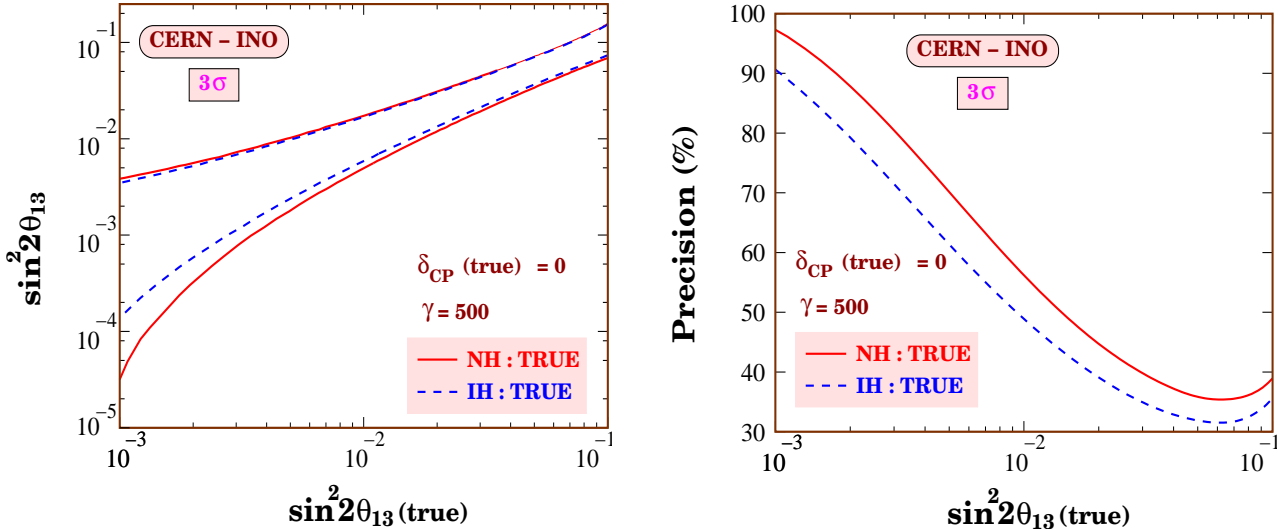 CERN – INO
3σ
10⁻¹
10⁻²
10⁻³
10⁻⁴
10⁻⁵
sin²2θ₁₃
δ_CP (true) = 0
γ = 500
NH : TRUE
IH : TRUE
10⁻³ 10⁻² 10⁻¹
sin²2θ₁₃ (true)
CERN – INO
3σ
100
90
80
70
60
50
40
30
Precision (%)
δ_CP (true) = 0
γ = 500
NH : TRUE
IH : TRUE
10⁻³ 10⁻² 10⁻¹
sin²2θ₁₃ (true)